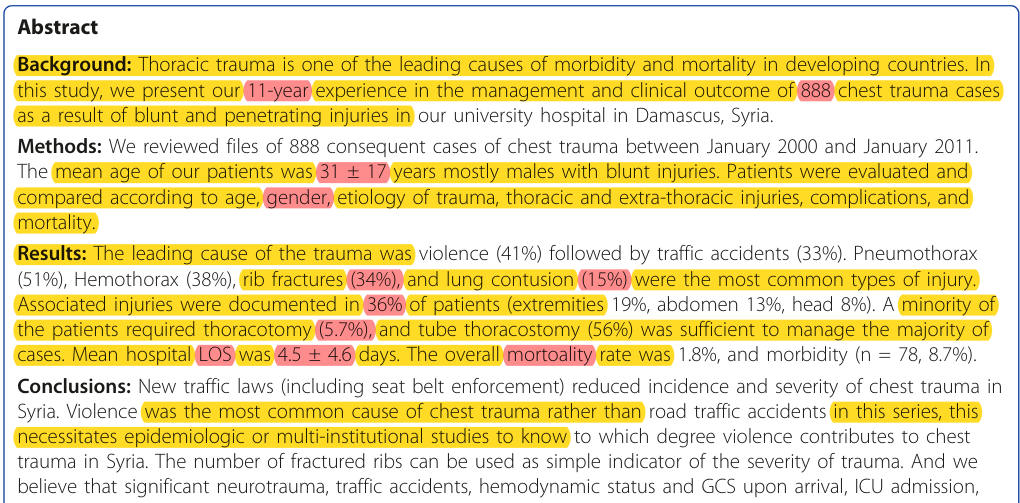 Abstract
Background: Thoracic trauma is one of the leading causes of morbidity and mortality in developing countries. In
this study, we present our 11-year experience in the management and clinical outcome of 888 chest trauma cases
as a result of blunt and penetrating injuries in our university hospital in Damascus, Syria.
Methods: We reviewed files of 888 consequent cases of chest trauma between January 2000 and January 2011.
The mean age of our patients was 31 ± 17 years mostly males with blunt injuries. Patients were evaluated and
compared according to age, gender, etiology of trauma, thoracic and extra-thoracic injuries, complications, and
mortality.
Results: The leading cause of the trauma was violence (41%) followed by traffic accidents (33%). Pneumothorax
(51%), Hemothorax (38%), rib fractures (34%), and lung contusion (15%) were the most common types of injury.
Associated injuries were documented in 36% of patients (extremities 19%, abdomen 13%, head 8%). A minority of
the patients required thoracotomy (5.7%), and tube thoracostomy (56%) was sufficient to manage the majority of
cases. Mean hospital LOS was 4.5 ± 4.6 days. The overall mortoality rate was 1.8%, and morbidity (n = 78, 8.7%).
Conclusions: New traffic laws (including seat belt enforcement) reduced incidence and severity of chest trauma in
Syria. Violence was the most common cause of chest trauma rather than road traffic accidents in this series, this
necessitates epidemiologic or multi-institutional studies to know to which degree violence contributes to chest
trauma in Syria. The number of fractured ribs can be used as simple indicator of the severity of trauma. And we
believe that significant neurotrauma, traffic accidents, hemodynamic status and GCS upon arrival, ICU admission,